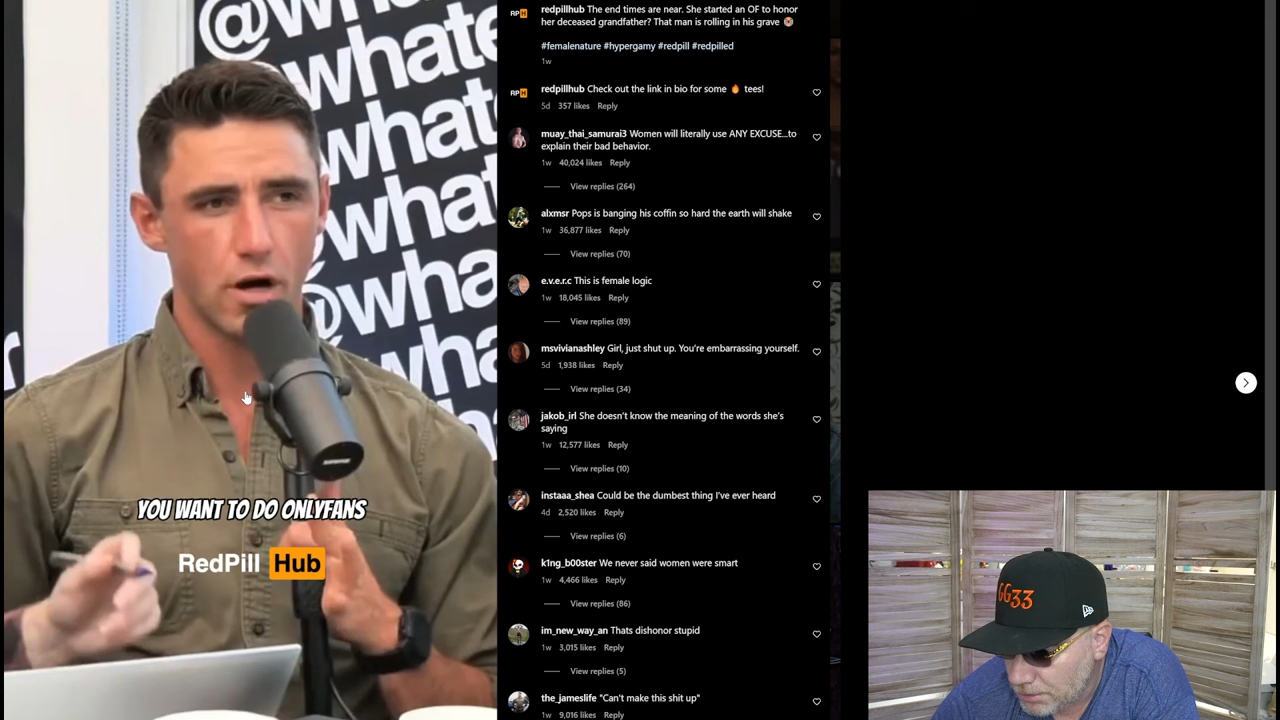 @whate
@whate
@what
@what
@what
@what
@wha
YOU WANT TO DO ONLYFANS
RedPill Hub
RPH
redpillhub The end times are near. She started an OF to honor
her deceased grandfather? That man is rolling in his grave
#femalenature #hypergamy #redpill #redpilled
1w
RPH
redpillhub Check out the link in bio for some 🔥 tees!
5d 357 likes Reply
muay_thai_samurai3 Women will literally use ANY EXCUSE...to
explain their bad behavior.
1w 40,024 likes Reply
View replies (264)
alxmsr Pops is banging his coffin so hard the earth will shake
1w 36,877 likes Reply
View replies (70)
e.v.e.r.c This is female logic
1w 18,045 likes Reply
View replies (89)
msvivianashley Girl, just shut up. You're embarrassing yourself.
5d 1,938 likes Reply
View replies (34)
jakob_irl She doesn't know the meaning of the words she's
saying
1w 12,577 likes Reply
View replies (10)
instaaa_shea Could be the dumbest thing I've ever heard
4d 2,520 likes Reply
View replies (6)
k1ng_b00ster We never said women were smart
1w 4,466 likes Reply
View replies (86)
im_new_way_an Thats dishonor stupid
1w 3,015 likes Reply
View replies (5)
the_jameslife "Can't make this shit up"
1w 9,016 likes Reply
GG33